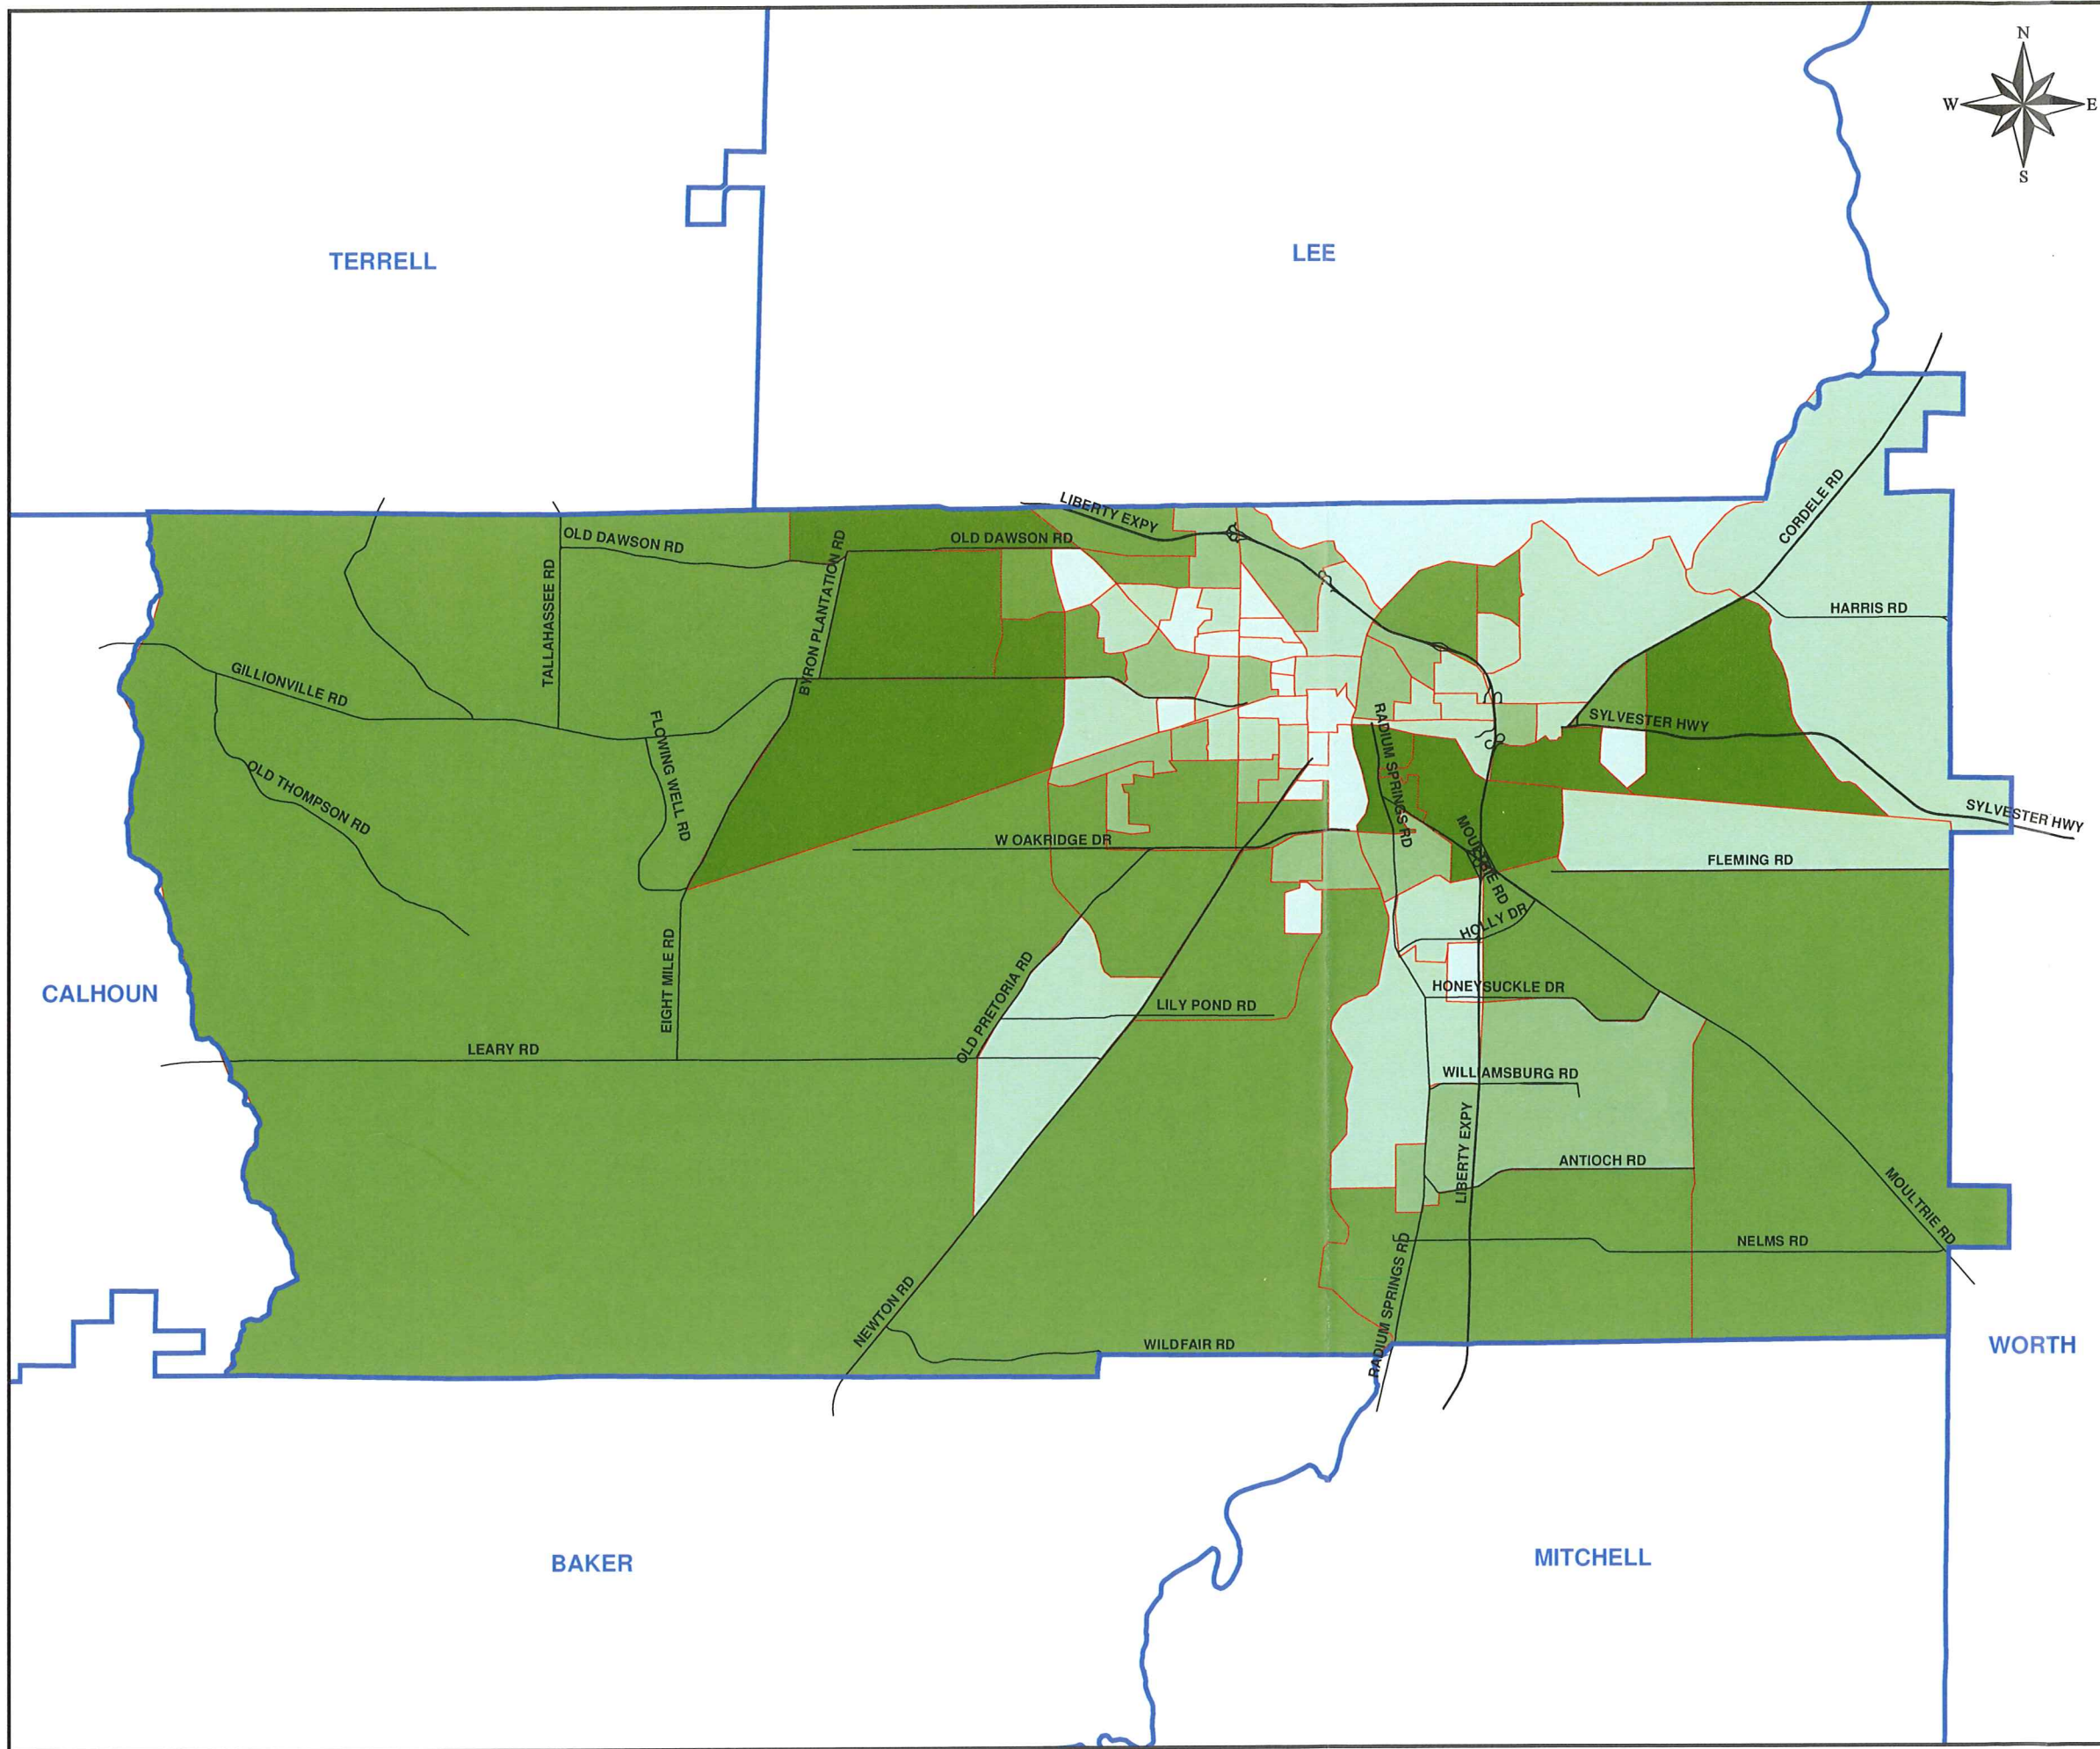 N
W
E
S
TERRELL
LEE
LIBERTY EXPY
CORDELE RD
OLD DAWSON RD
OLD DAWSON RD
TALLAHASSEE RD
BYRON PLANTATION RD
HARRIS RD
GILLIONVILLE RD
FLOWING WELL RD
RADIUM SPRINGS RD
SYLVESTER HWY
OLD THOMPSON RD
SYLVESTER HWY
W OAKRIDGE DR
MOULTRIE RD
FLEMING RD
HOLLY DR
EIGHT MILE RD
OLD PRETORIA RD
CALHOUN
HONEYSUCKLE DR
LILY POND RD
LEARY RD
WILLIAMSBURG RD
LIBERTY EXPY
ANTIOCH RD
MOULTRIE RD
NELMS RD
NEWTON RD
RADIUM SPRINGS RD
WILDFAIR RD
WORTH
BAKER
MITCHELL